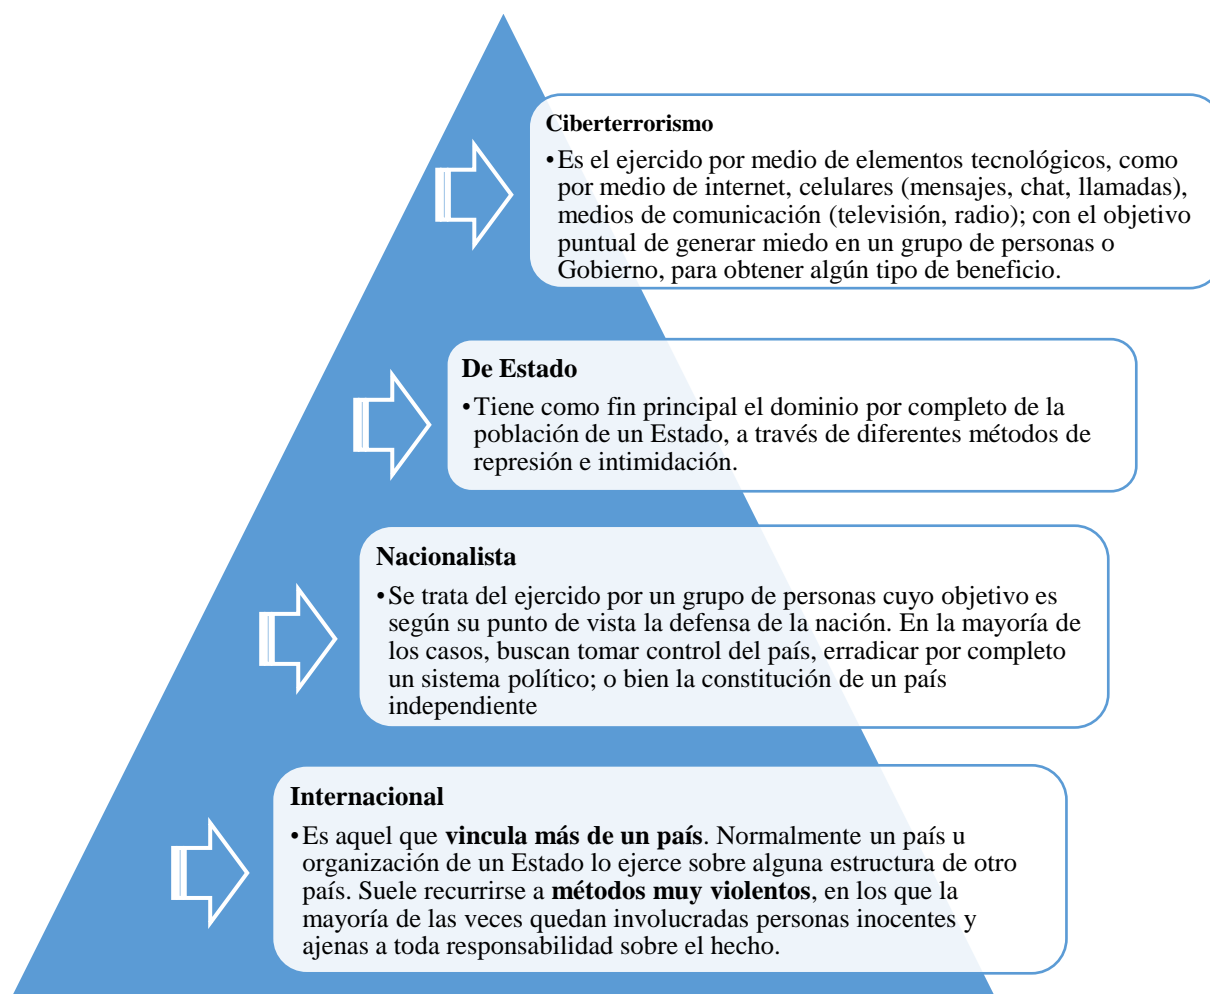 Ciberterrorismo
•Es el ejercido por medio de elementos tecnológicos, como
por medio de internet, celulares (mensajes, chat, llamadas),
medios de comunicación (televisión, radio); con el objetivo
puntual de generar miedo en un grupo de personas o
Gobierno, para obtener algún tipo de beneficio.
De Estado
•Tiene como fin principal el dominio por completo de la
población de un Estado, a través de diferentes métodos de
represión e intimidación.
Nacionalista
•Se trata del ejercido por un grupo de personas cuyo objetivo es
según su punto de vista la defensa de la nación. En la mayoría de
los casos, buscan tomar control del país, erradicar por completo
un sistema político; o bien la constitución de un país
independiente
Internacional
•Es aquel que vincula más de un país. Normalmente un país u
organización de un Estado lo ejerce sobre alguna estructura de otro
país. Suele recurrirse a métodos muy violentos, en los que la
mayoría de las veces quedan involucradas personas inocentes y
ajenas a toda responsabilidad sobre el hecho.